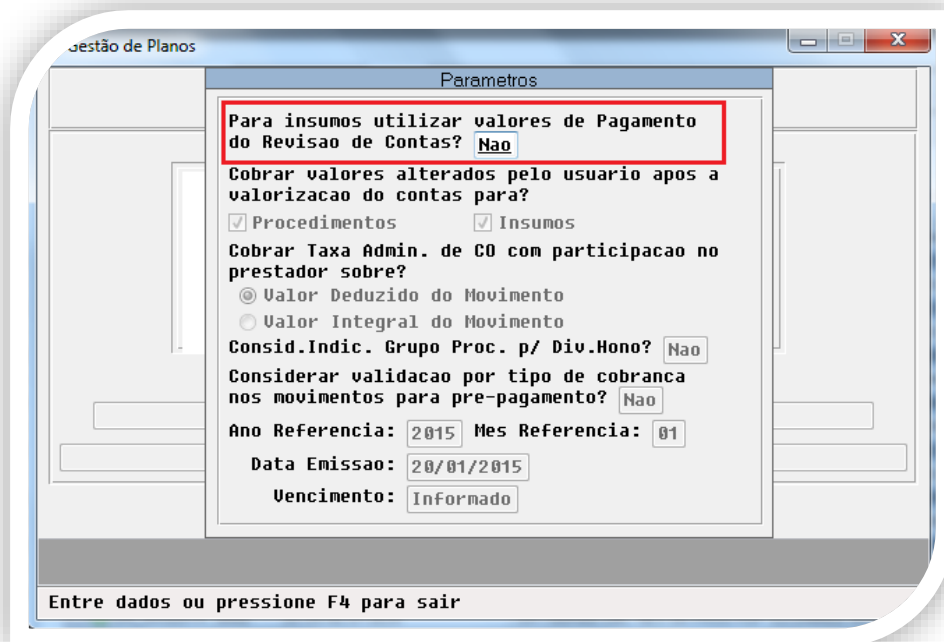 Gestão de Planos
Parametros
Para insumos utilizar valores de Pagamento
do Revisao de Contas? Nao
Cobrar valores alterados pelo usuario apos a
valorizacao do contas para?
Procedimentos Insumos
Cobrar Taxa Admin. de CO com participacao no
prestador sobre?
Valor Deduzido do Movimento
Valor Integral do Movimento
Consid.Indic. Grupo Proc. p/ Div.Hono? Nao
Considerar validacao por tipo de cobranca
nos movimentos para pre-pagamento? Nao
Ano Referencia: 2015 Mes Referencia: 01
Data Emissao: 20/01/2015
Vencimento: Informado
Entre dados ou pressione F4 para sair